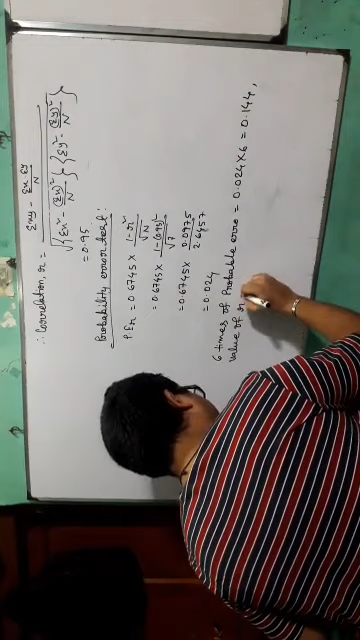 ∴ Correlation, r = (Σxy − (Σx Σy)/N) / √{Σx² − (Σx)²/N} {Σy² − (Σy)²/N}
= 0.95
Probability error test:
P.Er = 0.6745 × (1−r²)/√N
= 0.6745 × (1−(0.95)²)/√7
= 0.6745 × 0.0975/2.6457
= 0.024
6 times of Probable erro = 0.024 × 6 = 0.144,
Value of r